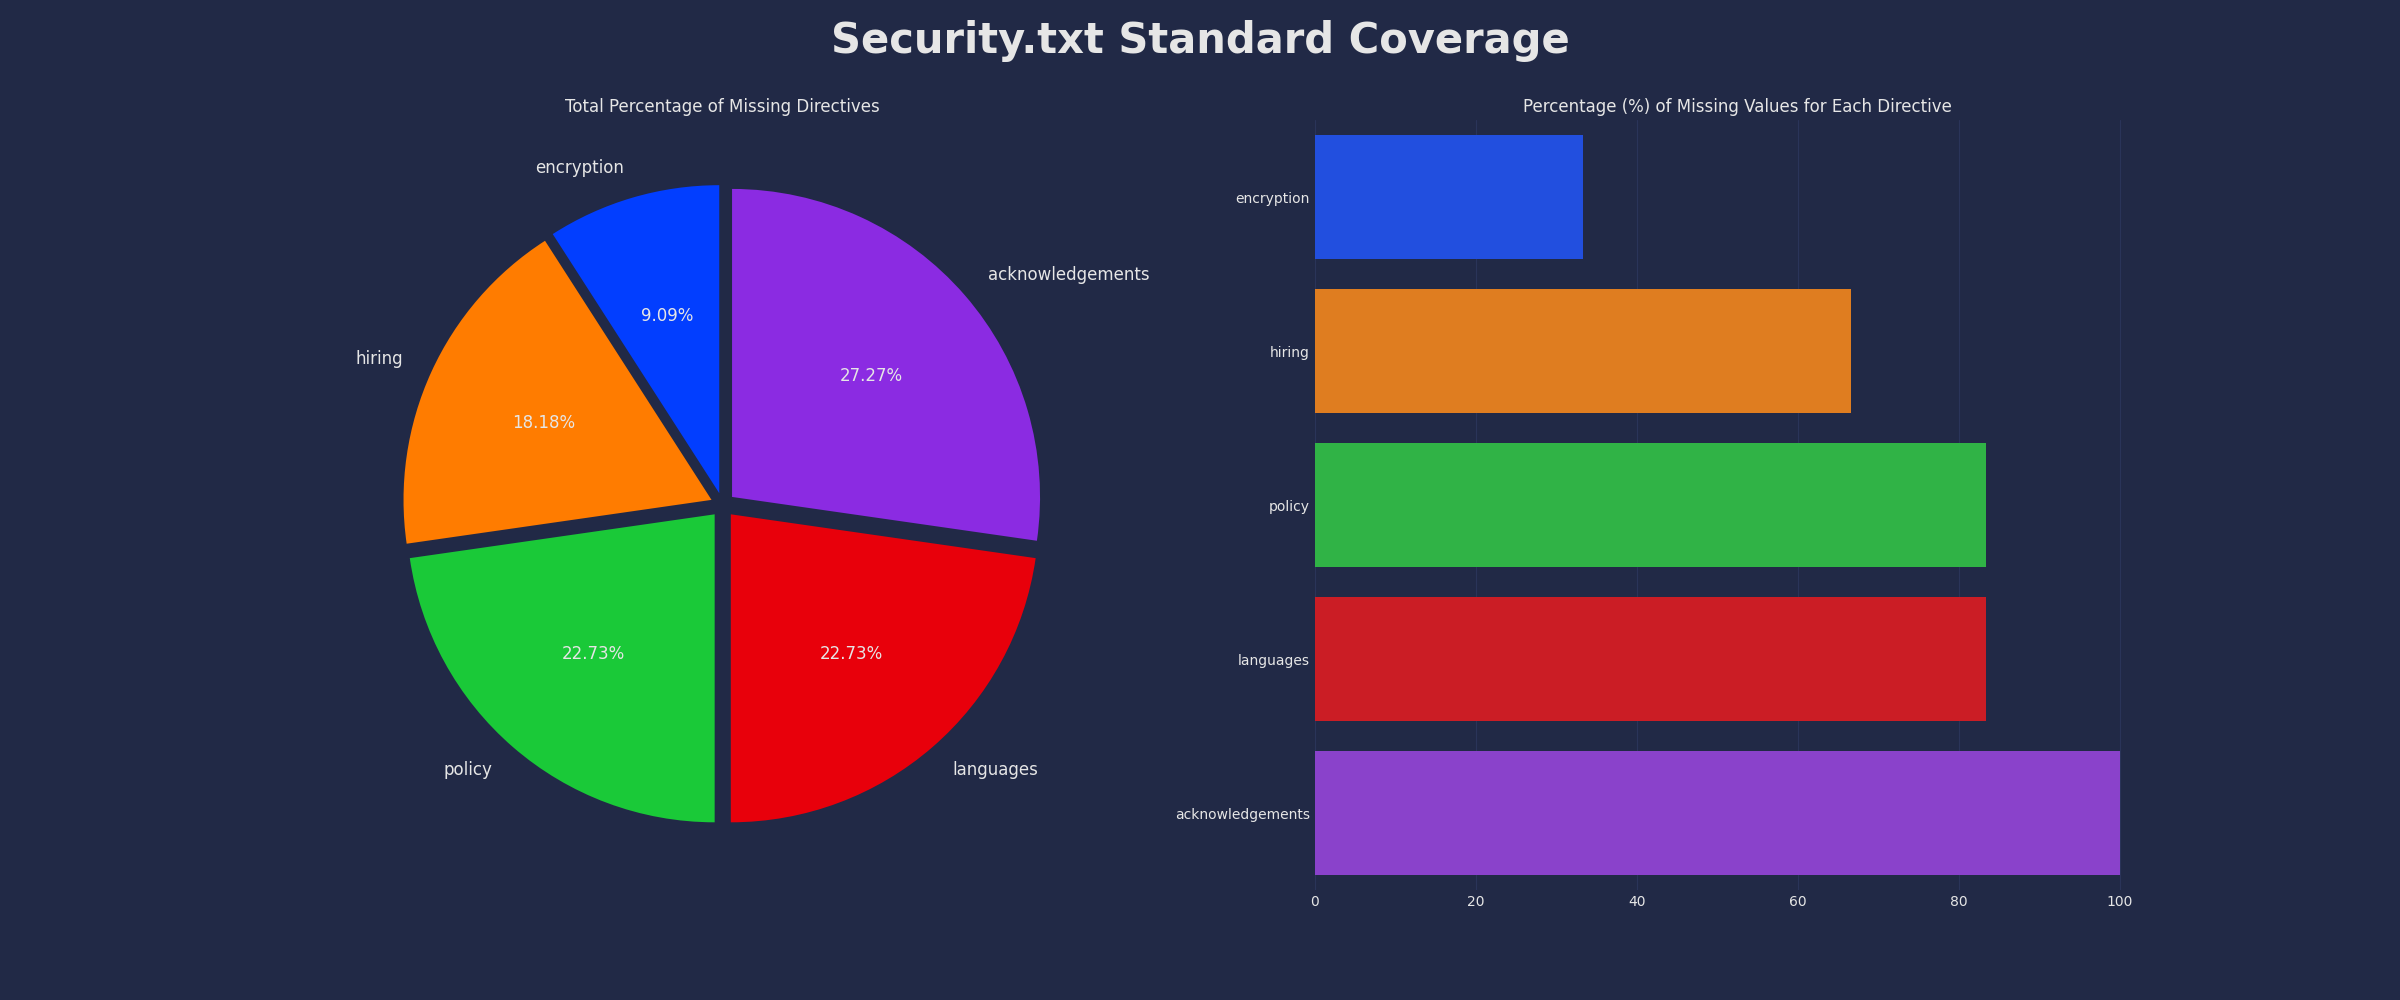 Security.txt Standard Coverage
Total Percentage of Missing Directives
encryption
acknowledgements
9.09%
hiring
27.27%
18.18%
22.73%
22.73%
policy
languages
Percentage (%) of Missing Values for Each Directive
encryption
hiring
policy
languages
acknowledgements
0 20 40 60 80 100